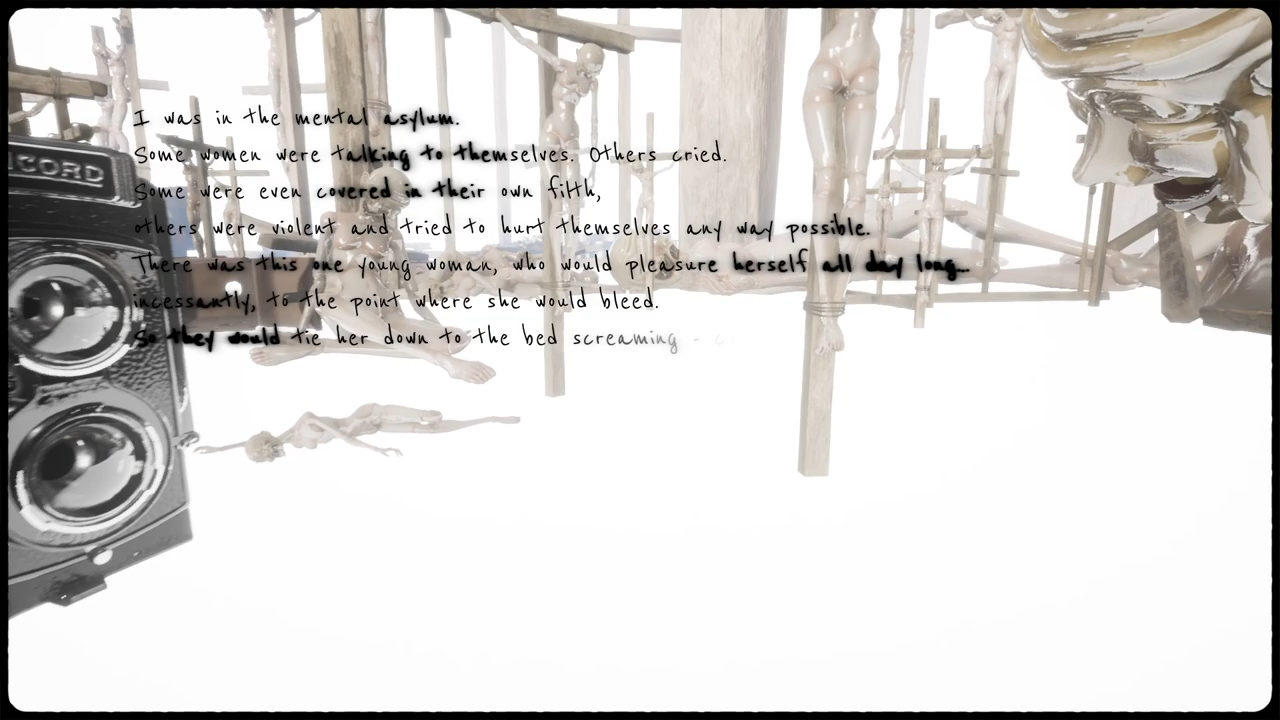 I was in the mental asylum.
Some women were talking to themselves. Others cried.
Some were even covered in their own filth,
others were violent and tried to hurt themselves any way possible.
There was this one young woman, who would pleasure herself all day long...
incessantly, to the point where she would bleed.
So they would tie her down to the bed screaming -
ICORD